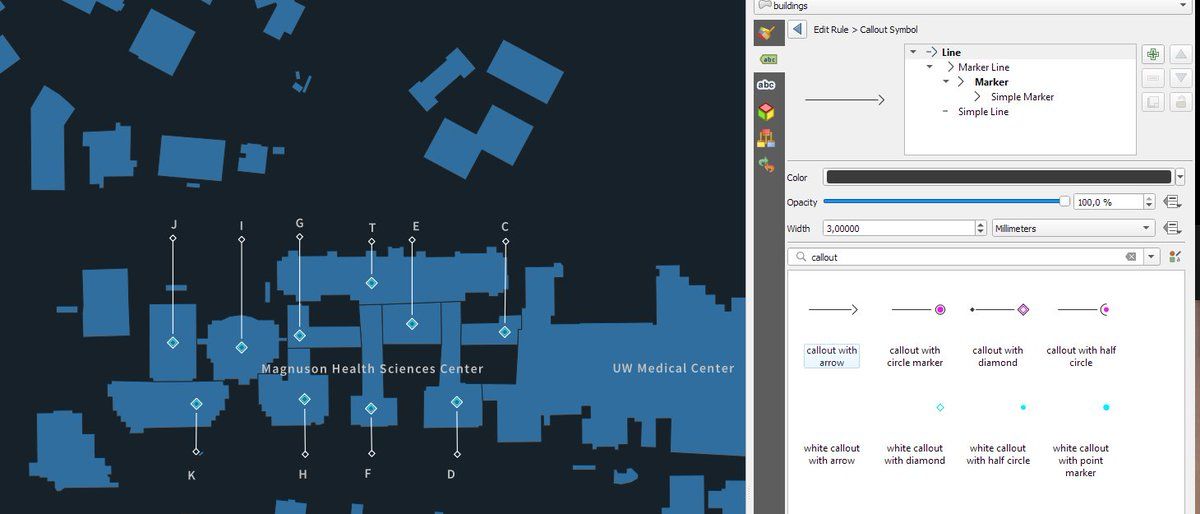 J
I
G
T
E
C
Magnuson Health Sciences Center
UW Medical Center
K
H
F
D
buildings
Edit Rule > Callout Symbol
abc
abc
Line
Marker Line
Marker
Simple Marker
Simple Line
Color
Opacity
100,0 %
Width
3,00000
Millimeters
callout
callout with
arrow
callout with
circle marker
callout with
diamond
callout with half
circle
white callout
with arrow
white callout
with diamond
white callout
with half circle
white callout
with point
marker